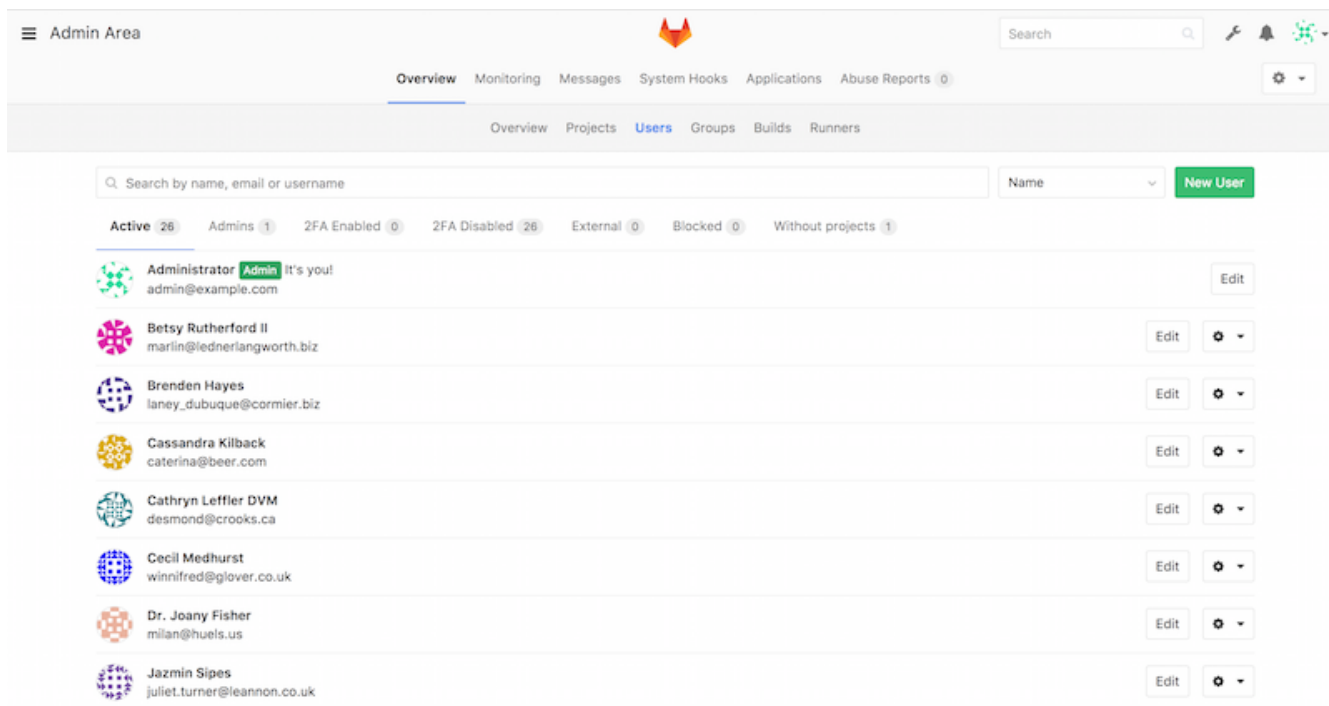 Admin Area Search
Overview Monitoring Messages System Hooks Applications Abuse Reports 0
Overview Projects Users Groups Builds Runners
Search by name, email or username Name New User
Active 26 Admins 1 2FA Enabled 0 2FA Disabled 26 External 0 Blocked 0 Without projects 1
Administrator Admin It's you!
admin@example.com
Edit
Betsy Rutherford II
marlin@lednerlangworth.biz
Edit
Brenden Hayes
laney_dubuque@cormier.biz
Edit
Cassandra Kilback
caterina@beer.com
Edit
Cathryn Leffler DVM
desmond@crooks.ca
Edit
Cecil Medhurst
winnifred@glover.co.uk
Edit
Dr. Joany Fisher
milan@huels.us
Edit
Jazmin Sipes
juliet.turner@leannon.co.uk
Edit